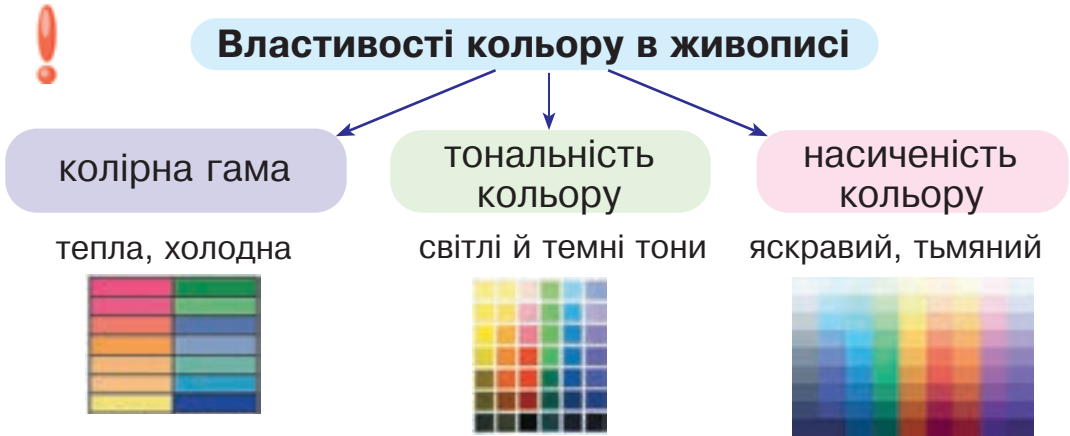 Властивості кольору в живописі
колірна гама
тепла, холодна
тональність
кольору
світлі й темні тони
насиченість
кольору
яскравий, тьмяний